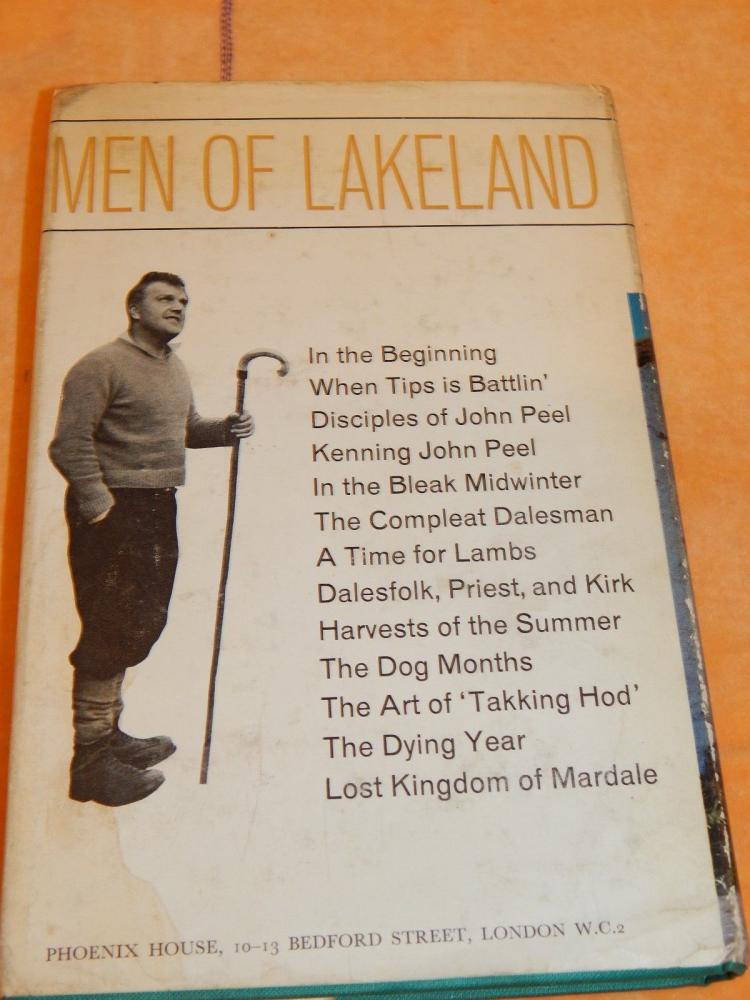 MEN OF LAKELAND
In the Beginning
When Tips is Battlin'
Disciples of John Peel
Kenning John Peel
In the Bleak Midwinter
The Compleat Dalesman
A Time for Lambs
Dalesfolk, Priest, and Kirk
Harvests of the Summer
The Dog Months
The Art of ‘Takking Hod’
The Dying Year
Lost Kingdom of Mardale
PHOENIX HOUSE, 10–13 BEDFORD STREET, LONDON W.C.2